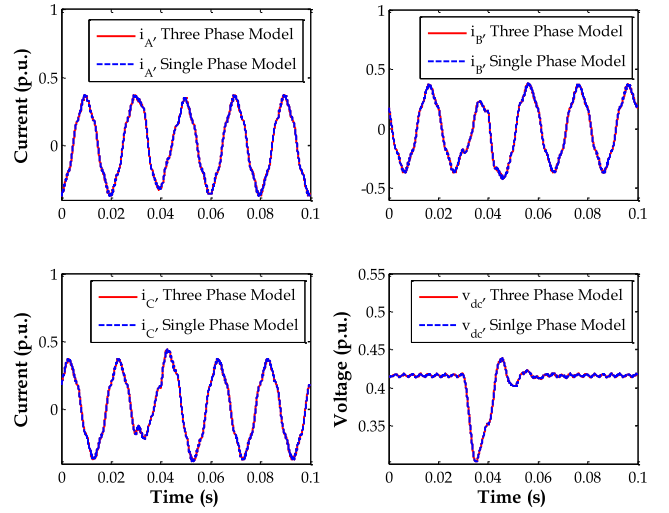 1
i_A, Three Phase Model
i_A, Single Phase Model
0.5
0
Current (p.u.)
0 0.02 0.04 0.06 0.08 0.1
1
i_B, Three Phase Model
i_B, Single Phase Model
0.5
0
-0.5
0 0.02 0.04 0.06 0.08 0.1
1
i_C, Three Phase Model
i_C, Single Phase Model
0.5
0
Current (p.u.)
0 0.02 0.04 0.06 0.08 0.1
Time (s)
0.55
v_dc, Three Phase Model
v_dc, Sinlge Phase Model
0.5
0.45
0.4
0.35
Voltage (p.u.)
0 0.02 0.04 0.06 0.08 0.1
Time (s)